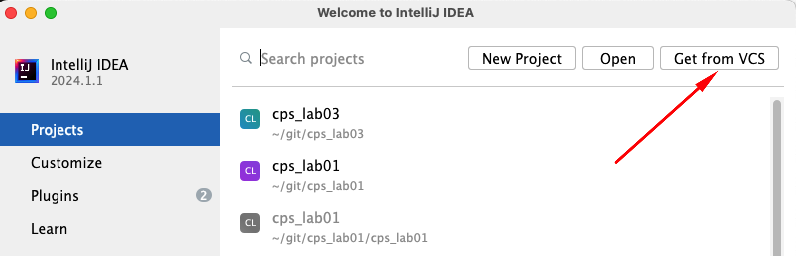 Welcome to IntelliJ IDEA
IJ
IntelliJ IDEA
2024.1.1
Search projects
New Project
Open
Get from VCS
Projects
Customize
Plugins
2
Learn
CL
cps_lab03
~/git/cps_lab03
CL
cps_lab01
~/git/cps_lab01
CL
cps_lab01
~/git/cps_lab01/cps_lab01